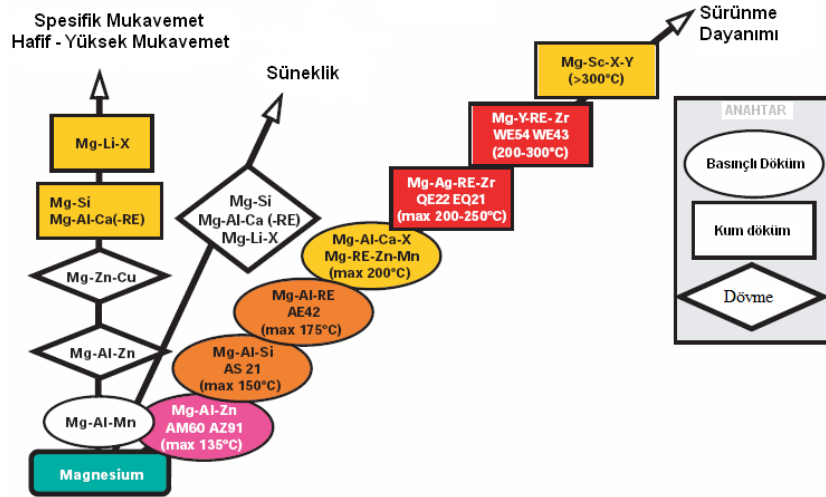 Spesifik Mukavemet
Hafif - Yüksek Mukavemet
Süneklik
Sürünme
Dayanımı
Mg-Li-X
Mg-Si
Mg-Al-Ca(-RE)
Mg-Zn-Cu
Mg-Al-Zn
Mg-Al-Mn
Magnesium
Mg-Si
Mg-Al-Ca (-RE)
Mg-Li-X
Mg-Al-Zn
AM60 AZ91
(max 135°C)
Mg-Al-Si
AS 21
(max 150°C)
Mg-Al-RE
AE42
(max 175°C)
Mg-Al-Ca-X
Mg-RE-Zn-Mn
(max 200°C)
Mg-Ag-RE-Zr
QE22 EQ21
(max 200-250°C)
Mg-Y-RE- Zr
WE54 WE43
(200-300°C)
Mg-Sc-X-Y
(>300°C)
ANAHTAR
Basınçlı Döküm
Kum döküm
Dövme